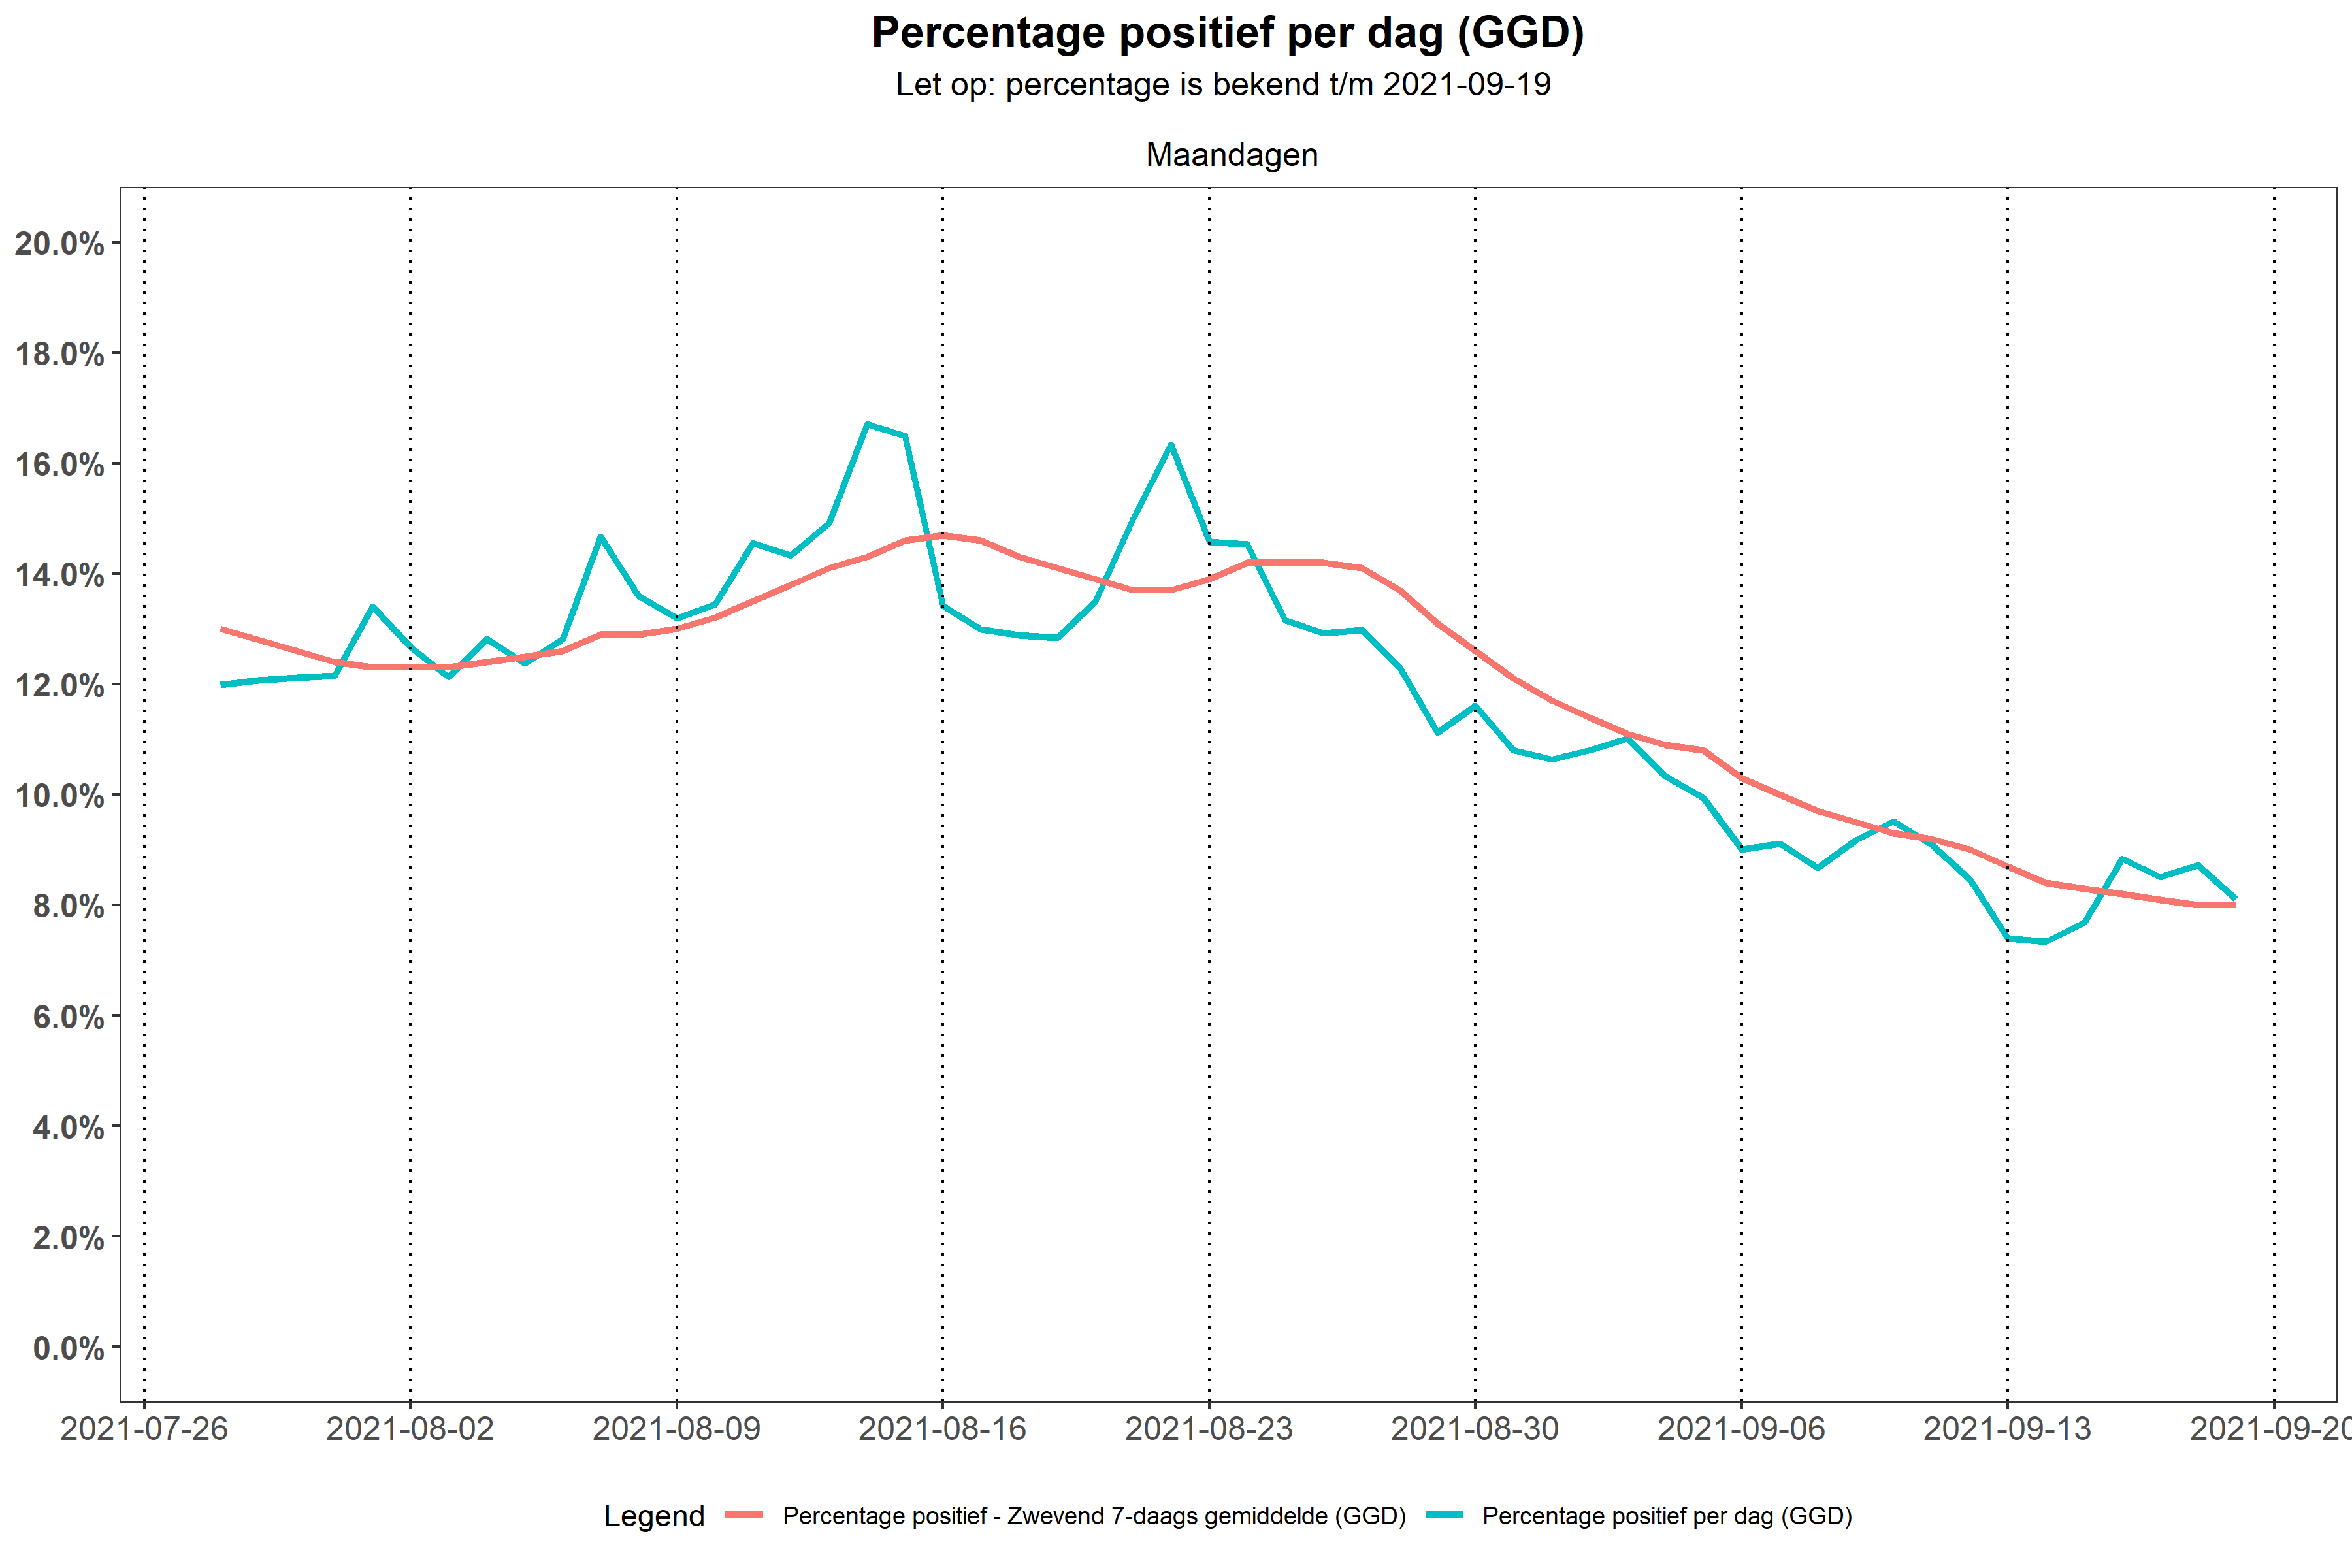 Percentage positief per dag (GGD)
Let op: percentage is bekend t/m 2021-09-19
Maandagen
20.0%
18.0%
16.0%
14.0%
12.0%
10.0%
8.0%
6.0%
4.0%
2.0%
0.0%
2021-07-26 2021-08-02 2021-08-09 2021-08-16 2021-08-23 2021-08-30 2021-09-06 2021-09-13 2021-09-20
Legend Percentage positief - Zwevend 7-daags gemiddelde (GGD) Percentage positief per dag (GGD)